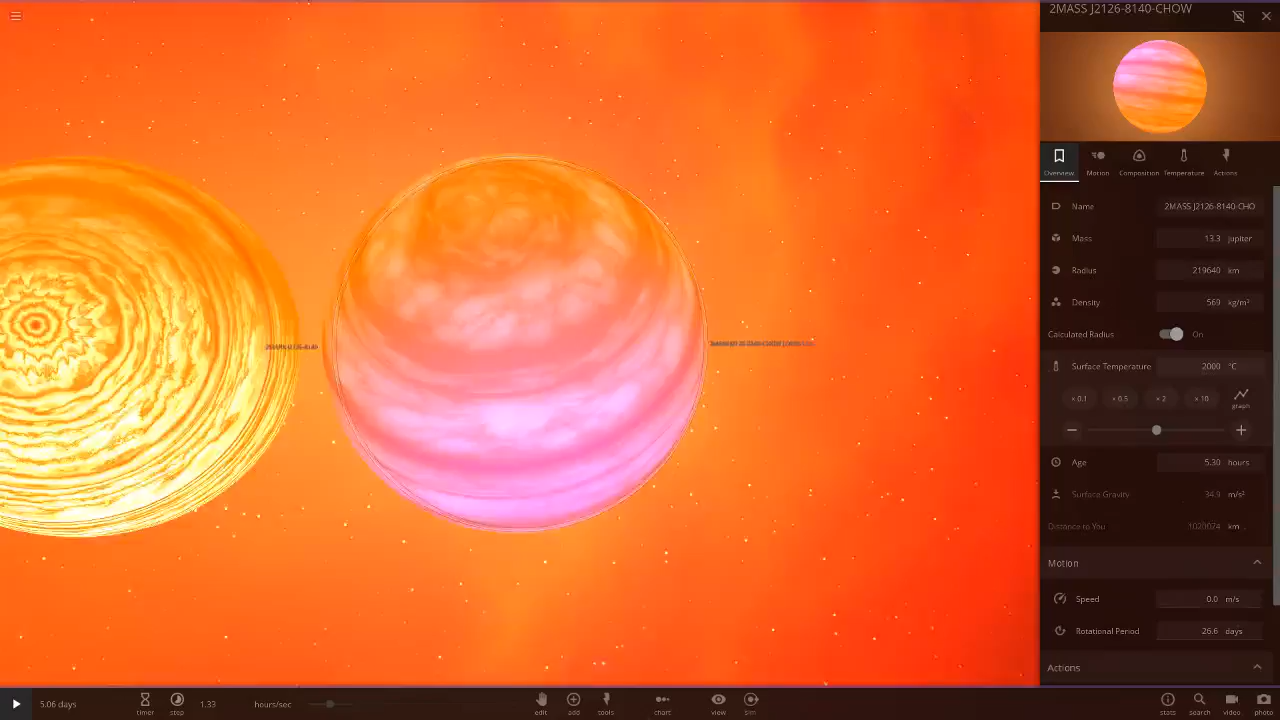 2MASS J2126-8140-CHOW
Overview
Motion
Composition
Temperature
Actions
Name
2MASS J2126-8140-CHO
Mass
13.3 jupiter
Radius
219640 km
Density
569 kg/m³
Calculated Radius
On
Surface Temperature
2000 °C
× 0.1
× 0.5
× 2
× 10
graph
Age
5.30 hours
Surface Gravity
34.9 m/s²
Distance to You
km
Motion
Speed
0.0 m/s
Rotational Period
26.6 days
Actions
5.06 days
timer
step
1.33
hours/sec
edit
add
tools
chart
view
sim
stats
search
video
photo